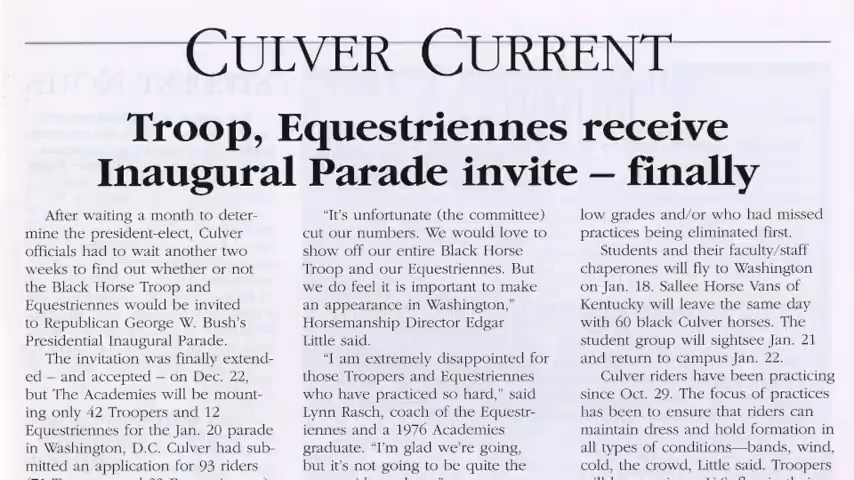 CULVER CURRENT
Troop, Equestriennes receive
Inaugural Parade invite – finally
After waiting a month to deter-
mine the president-elect, Culver
officials had to wait another two
weeks to find out whether or not
the Black Horse Troop and
Equestriennes would be invited
to Republican George W. Bush's
Presidential Inaugural Parade.
The invitation was finally extend-
ed – and accepted – on Dec. 22,
but The Academies will be mount-
ing only 42 Troopers and 12
Equestriennes for the Jan. 20 parade
in Washington, D.C. Culver had sub-
mitted an application for 93 riders
"It's unfortunate (the committee)
cut our numbers. We would love to
show off our entire Black Horse
Troop and our Equestriennes. But
we do feel it is important to make
an appearance in Washington,"
Horsemanship Director Edgar
Little said.
"I am extremely disappointed for
those Troopers and Equestriennes
who have practiced so hard," said
Lynn Rasch, coach of the Equestr-
iennes and a 1976 Academies
graduate. "I'm glad we're going,
but it's not going to be quite the
low grades and/or who had missed
practices being eliminated first.
Students and their faculty/staff
chaperones will fly to Washington
on Jan. 18. Sallee Horse Vans of
Kentucky will leave the same day
with 60 black Culver horses. The
student group will sightsee Jan. 21
and return to campus Jan. 22.
Culver riders have been practicing
since Oct. 29. The focus of practices
has been to ensure that riders can
maintain dress and hold formation in
all types of conditions—bands, wind,
cold, the crowd, Little said. Troopers